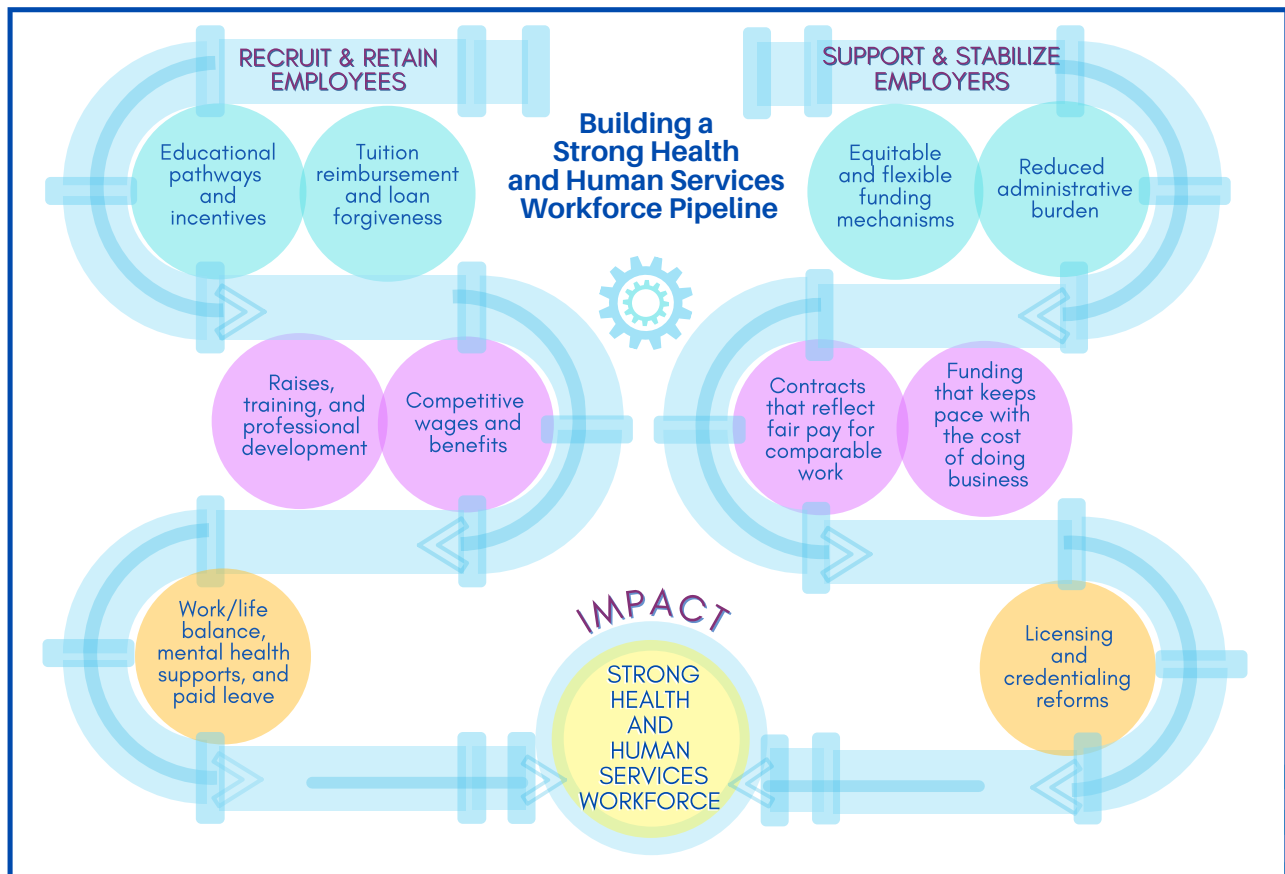 RECRUIT & RETAIN
EMPLOYEES
SUPPORT & STABILIZE
EMPLOYERS
Building a
Strong Health
and Human Services
Workforce Pipeline
Educational
pathways
and
incentives
Tuition
reimbursement
and loan
forgiveness
Equitable
and flexible
funding
mechanisms
Reduced
administrative
burden
Raises,
training, and
professional
development
Competitive
wages and
benefits
Contracts
that reflect
fair pay for
comparable
work
Funding
that keeps
pace with
the cost
of doing
business
Work/life
balance,
mental health
supports, and
paid leave
Licensing
and
credentialing
reforms
IMPACT
STRONG
HEALTH
AND
HUMAN
SERVICES
WORKFORCE